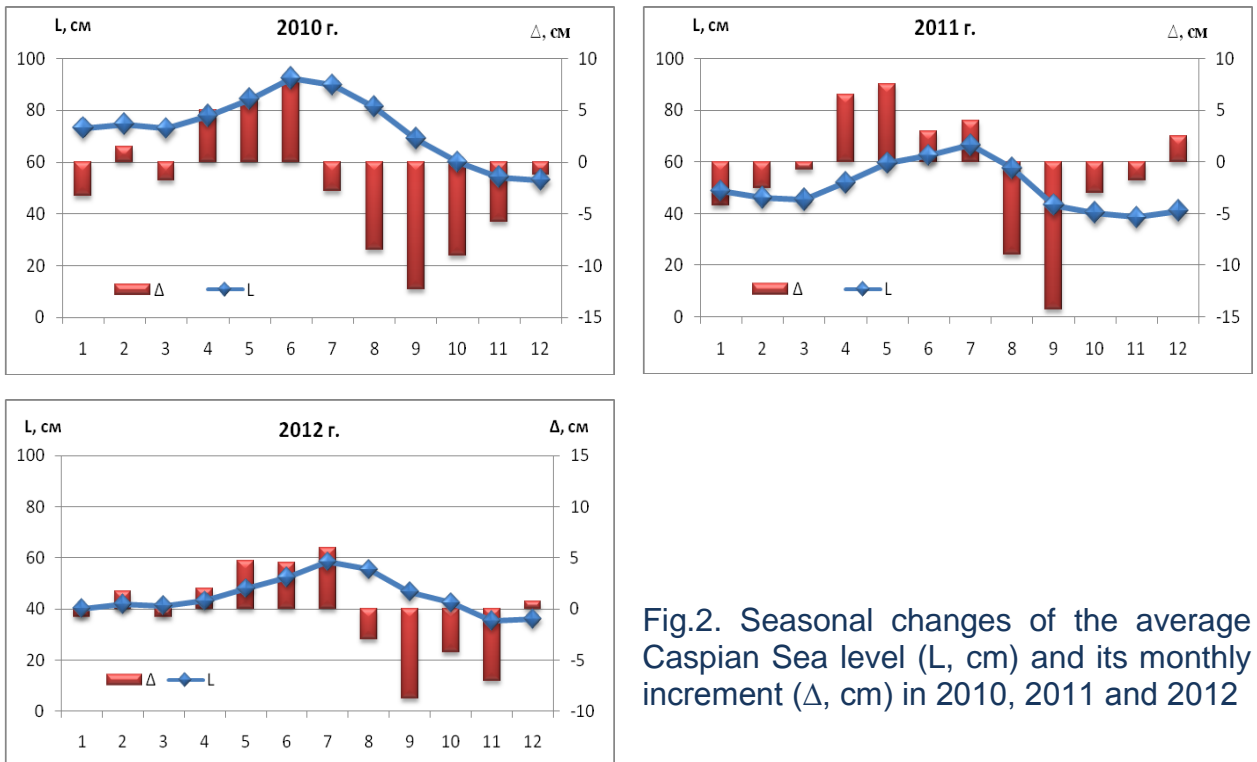 L, см 2010 г. Δ, см
100 10
80 5
60 0
40 -5
20 -10
0 -15
Δ L
1 2 3 4 5 6 7 8 9 10 11 12
L, см 2011 г. Δ, см
100 10
80 5
60 0
40 -5
20 -10
0 -15
Δ L
1 2 3 4 5 6 7 8 9 10 11 12
L, см 2012 г. Δ, см
100 15
80 10
60 5
40 0
20 -5
0 -10
Δ L
1 2 3 4 5 6 7 8 9 10 11 12
Fig.2. Seasonal changes of the average
Caspian Sea level (L, cm) and its monthly
increment (Δ, cm) in 2010, 2011 and 2012